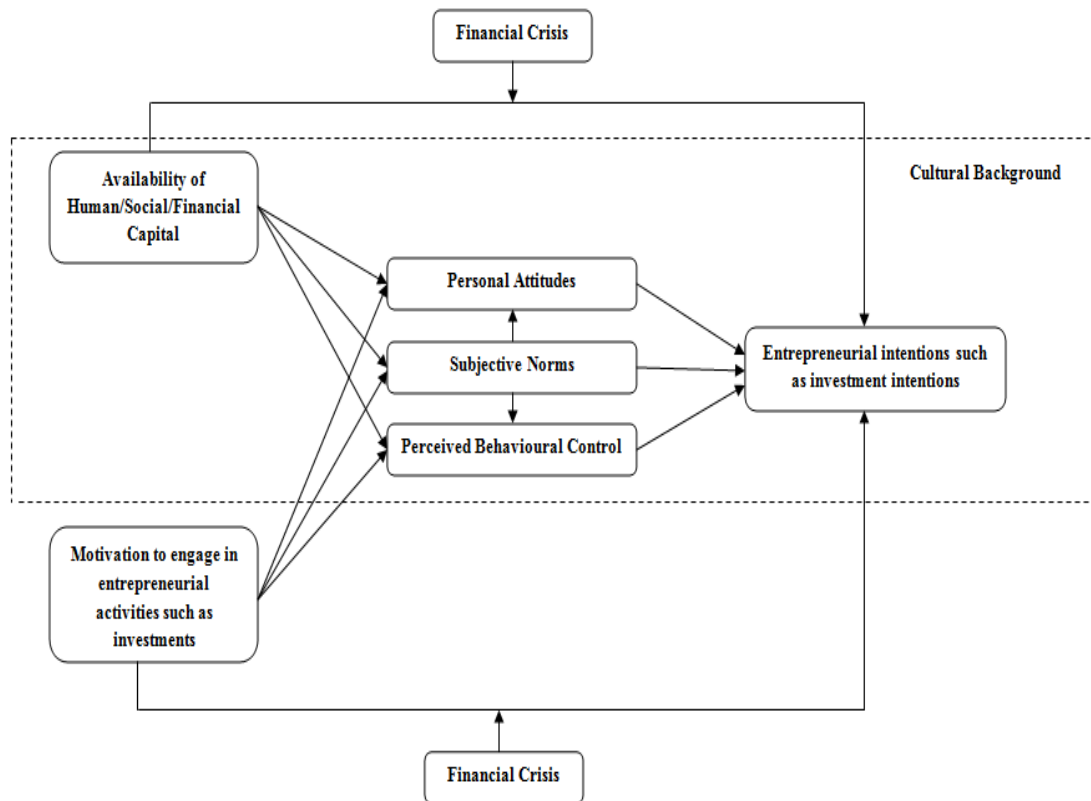 Financial Crisis
Cultural Background
Availability of
Human/Social/Financial
Capital
Personal Attitudes
Subjective Norms
Perceived Behavioural Control
Entrepreneurial intentions such
as investment intentions
Motivation to engage in
entrepreneurial
activities such as
investments
Financial Crisis